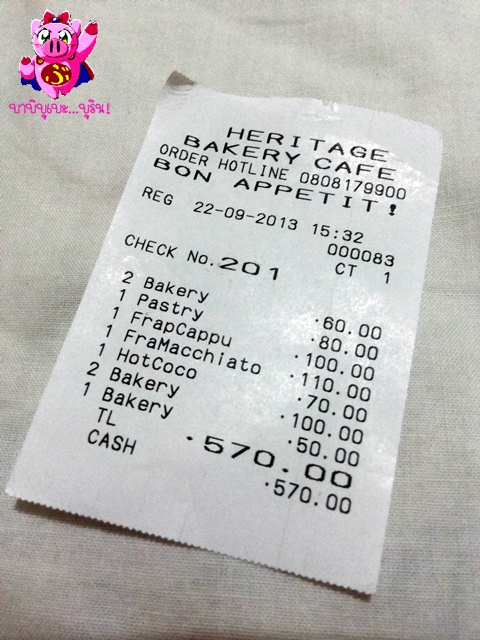 บาบิบูเบะ...บูริน!
HERITAGE
BAKERY CAFE
ORDER HOTLINE 0808179900
BON APPETIT!
REG 22-09-2013 15:32
000083
CHECK No.201 CT 1
2 Bakery ·60.00
1 Pastry ·80.00
1 FrapCappu ·100.00
1 FraMacchiato ·110.00
1 HotCoco ·70.00
2 Bakery ·100.00
1 Bakery ·50.00
TL ·570.00
CASH ·570.00